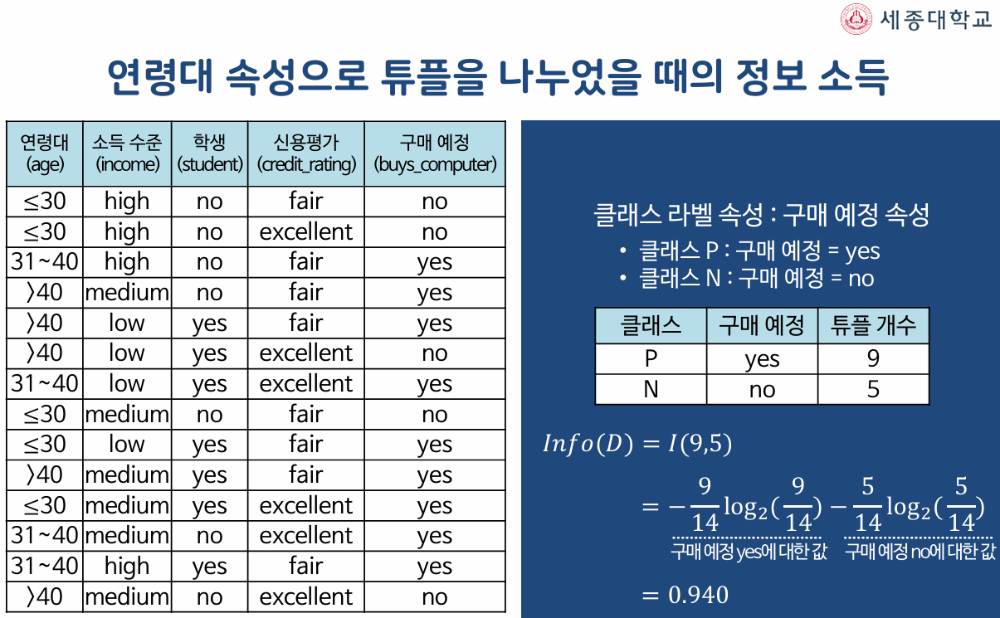 세종대학교
연령대 속성으로 튜플을 나누었을 때의 정보 소득
연령대 소득 수준 학생 신용평가 구매 예정
(age) (income) (student) (credit_rating) (buys_computer)
≤30 high no fair no
≤30 high no excellent no
31~40 high no fair yes
>40 medium no fair yes
>40 low yes fair yes
>40 low yes excellent no
31~40 low yes excellent yes
≤30 medium no fair no
≤30 low yes fair yes
>40 medium yes fair yes
≤30 medium yes excellent yes
31~40 medium no excellent yes
31~40 high yes fair yes
>40 medium no excellent no
클래스 라벨 속성 : 구매 예정 속성
• 클래스 P : 구매 예정 = yes
• 클래스 N : 구매 예정 = no
클래스 구매 예정 튜플 개수
P yes 9
N no 5
Info(D) = I(9,5)
= −9/14 log₂(9/14) − 5/14 log₂(5/14)
구매 예정 yes에 대한 값 구매 예정 no에 대한 값
= 0.940